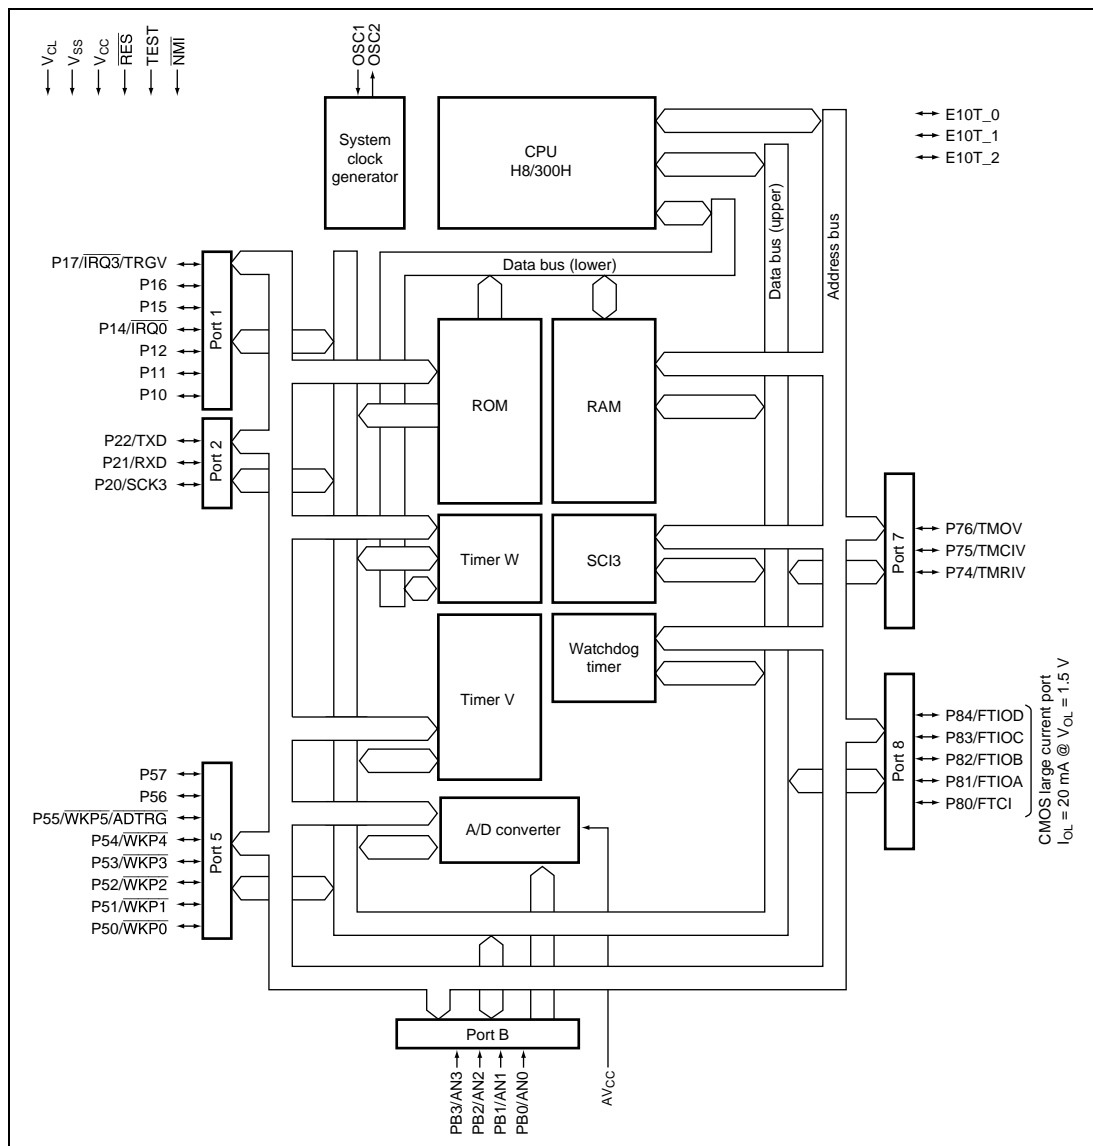 VCL
VSS
VCC
RES
TEST
NMI
OSC1
OSC2
System
clock
generator
CPU
H8/300H
E10T_0
E10T_1
E10T_2
Data bus (lower)
Data bus (upper)
Address bus
P17/IRQ3/TRGV
P16
P15
P14/IRQ0
P12
P11
P10
Port 1
P22/TXD
P21/RXD
P20/SCK3
Port 2
ROM
RAM
Timer W
SCI3
Timer V
Watchdog
timer
Port 7
P76/TMOV
P75/TMCIV
P74/TMRIV
Port 8
P84/FTIOD
P83/FTIOC
P82/FTIOB
P81/FTIOA
P80/FTCI
CMOS large current port
IOL = 20 mA @ VOL = 1.5 V
P57
P56
P55/WKP5/ADTRG
P54/WKP4
P53/WKP3
P52/WKP2
P51/WKP1
P50/WKP0
Port 5
A/D converter
Port B
PB3/AN3
PB2/AN2
PB1/AN1
PB0/AN0
AVCC